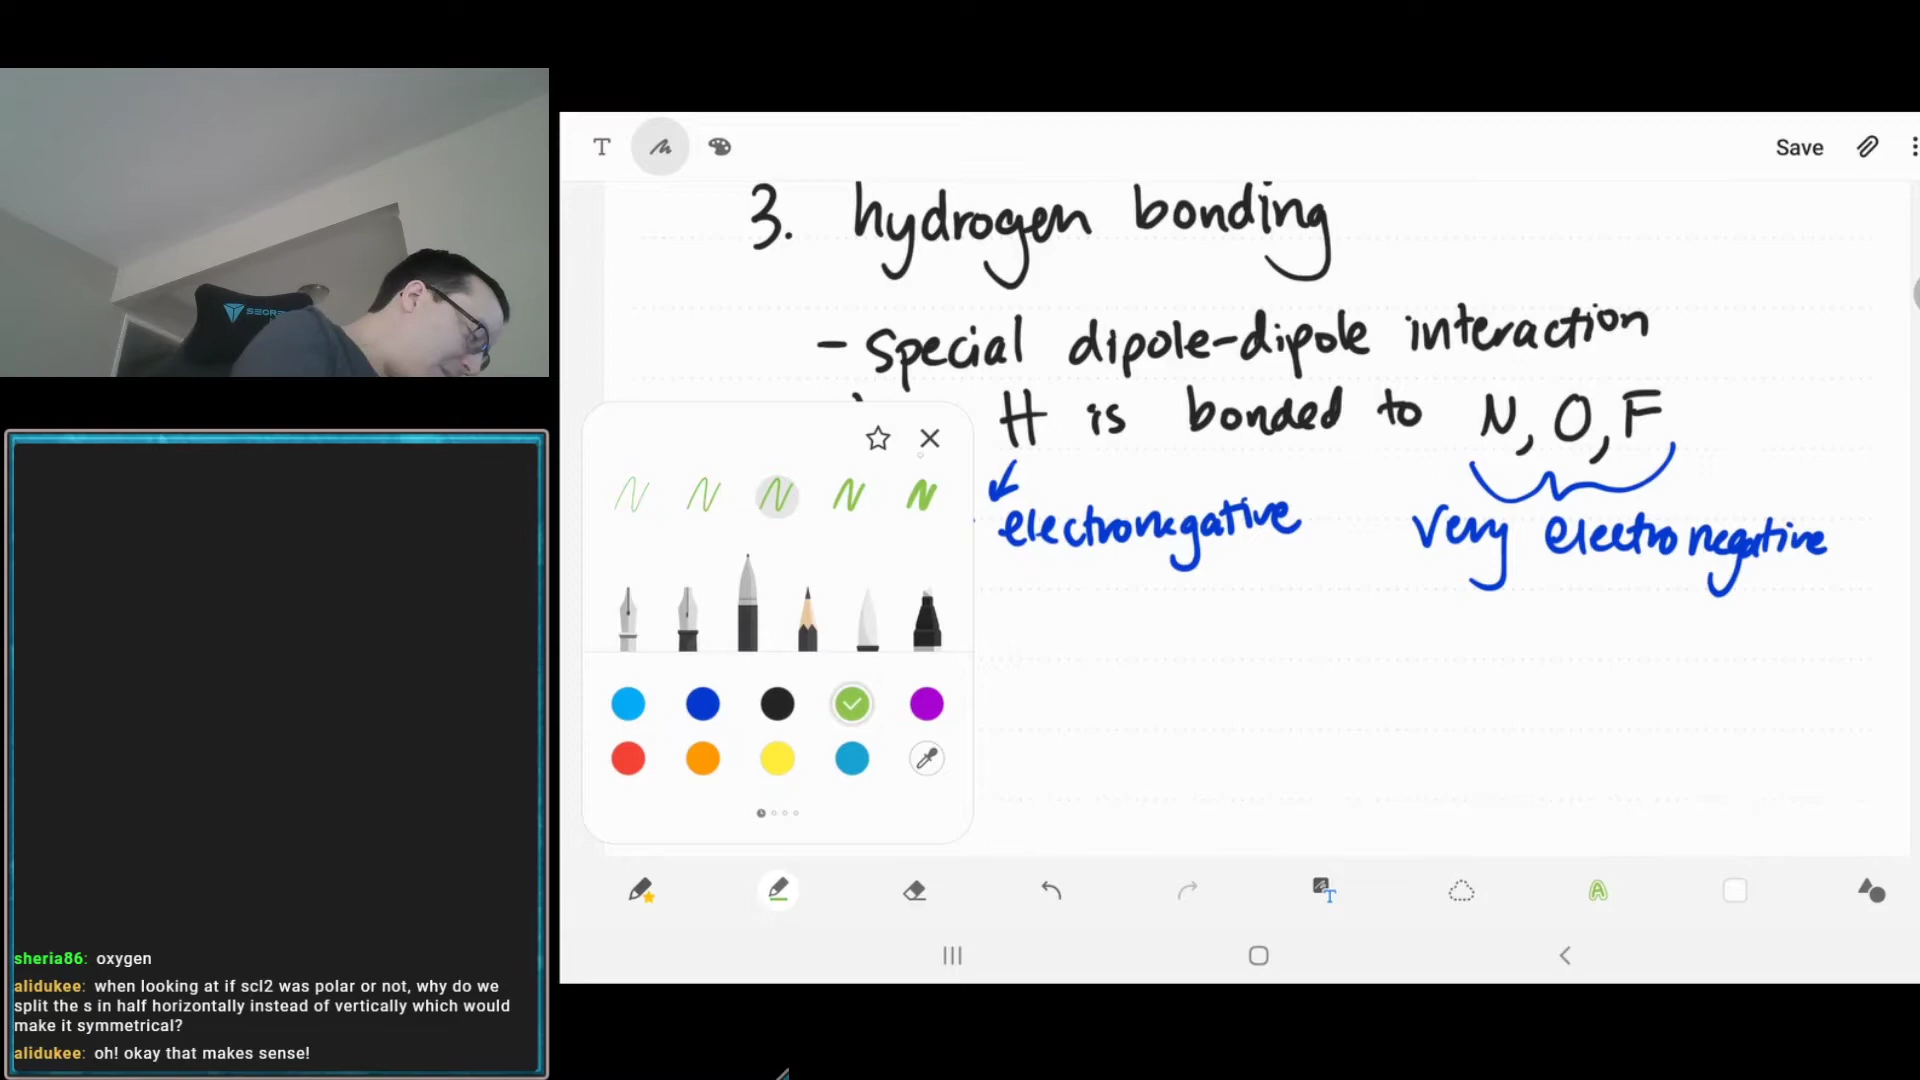 T Save
3. hydrogen bonding
SECRE
- special dipole-dipole interaction
H is bonded to N, O, F
electronegative very electronegative
sheria86: oxygen
alidukee: when looking at if scl2 was polar or not, why do we
split the s in half horizontally instead of vertically which would
make it symmetrical?
alidukee: oh! okay that makes sense!